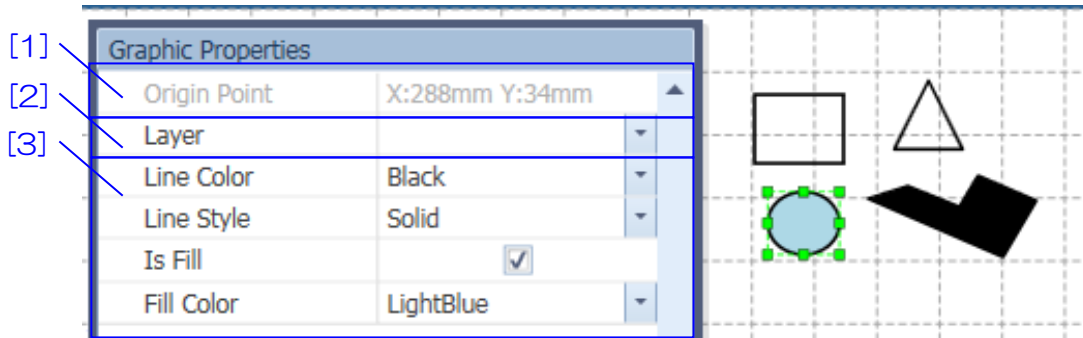 Graphic Properties
[1]
Origin Point X:288mm Y:34mm
[2]
Layer
[3]
Line Color Black
Line Style Solid
Is Fill
Fill Color LightBlue